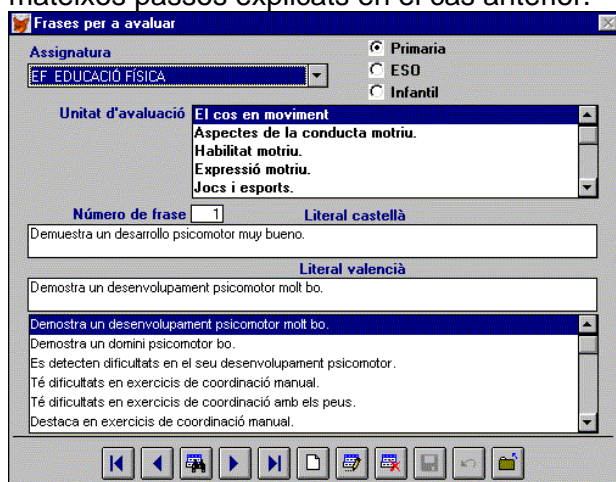 mateixos passos explicats en el cas anterior.
Frases per a avaluar
Assignatura
EF EDUCACIÓ FÍSICA
Primaria
ESO
Infantil
Unitat d'avaluació
El cos en moviment
Aspectes de la conducta motriu.
Habilitat motriu.
Expressió motriu.
Jocs i esports.
Número de frase 1 Literal castellà
Demuestra un desarrollo psicomotor muy bueno.
Literal valencià
Demostra un desenvolupament psicomotor molt bo.
Demostra un desenvolupament psicomotor molt bo.
Demostra un domini psicomotor bo.
Es detecten dificultats en el seu desenvolupament psicomotor.
Té dificultats en exercicis de coordinació manual.
Té dificultats en exercicis de coordinació amb els peus.
Destaca en exercicis de coordinació manual.